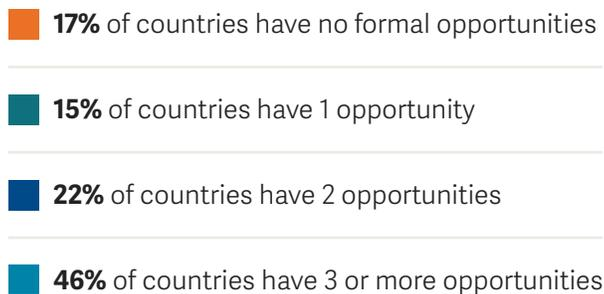 17% of countries have no formal opportunities
15% of countries have 1 opportunity
22% of countries have 2 opportunities
46% of countries have 3 or more opportunities